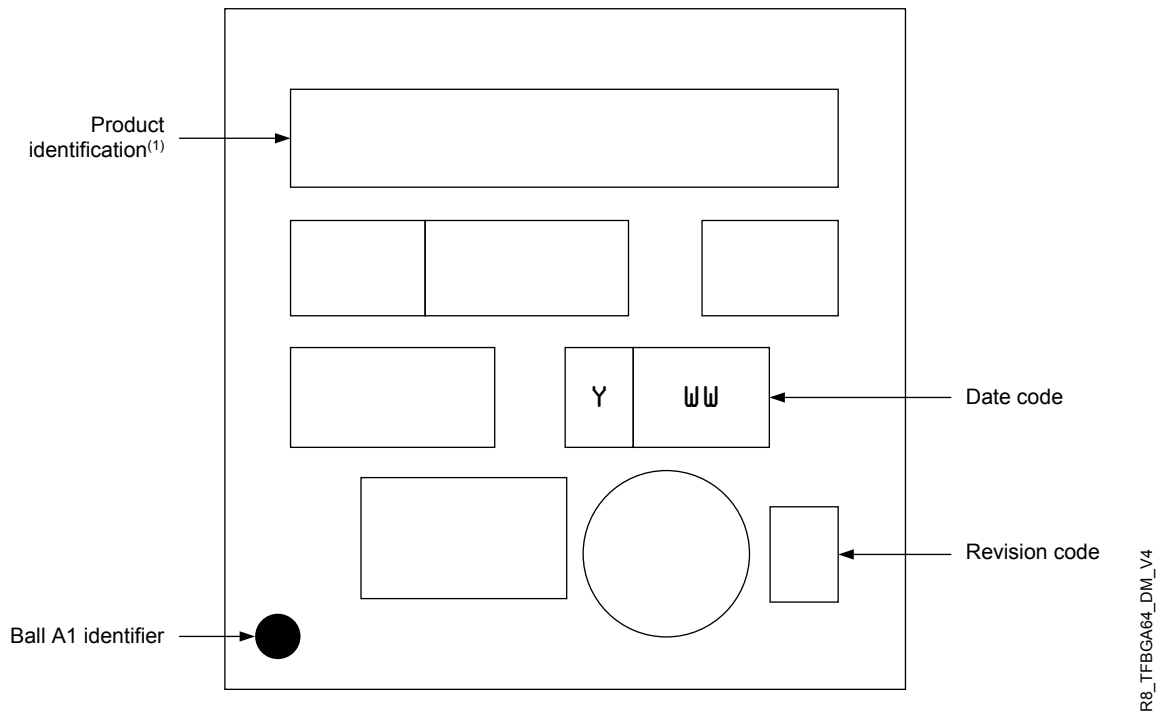 Product
identification(1)
Y WW
Date code
Revision code
Ball A1 identifier
R8_TFBGA64_DM_V4